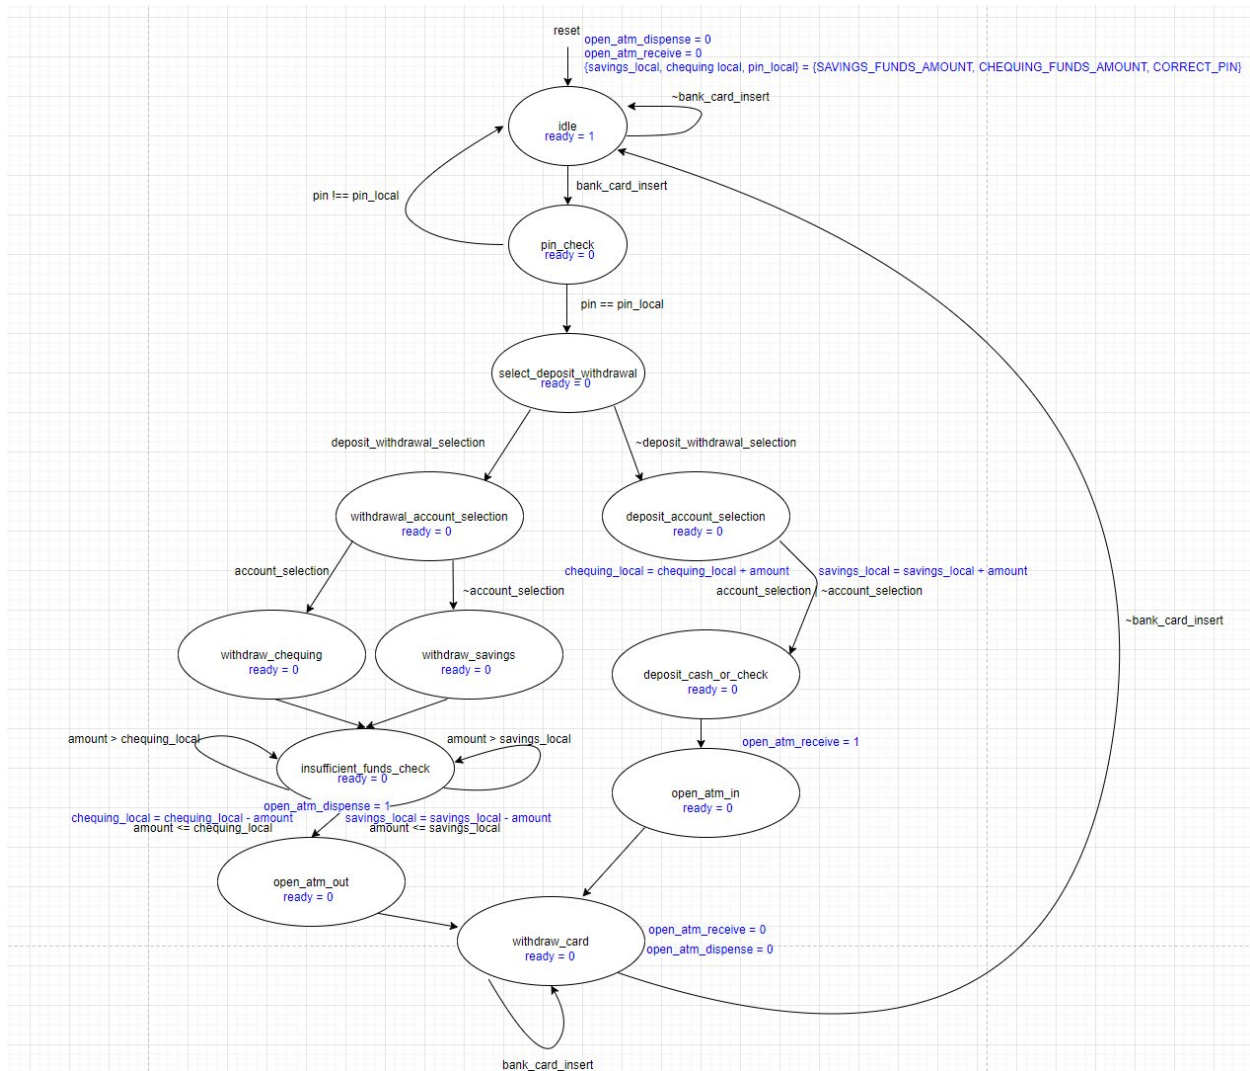 reset
open_atm_dispense = 0
open_atm_receive = 0
{savings_local, chequing local, pin_local} = {SAVINGS_FUNDS_AMOUNT, CHEQUING_FUNDS_AMOUNT, CORRECT_PIN}
~bank_card_insert
idle
ready = 1
bank_card_insert
pin !== pin_local
pin_check
ready = 0
pin == pin_local
select_deposit_withdrawal
ready = 0
deposit_withdrawal_selection
~deposit_withdrawal_selection
withdrawal_account_selection
ready = 0
deposit_account_selection
ready = 0
account_selection
~account_selection
chequing_local = chequing_local + amount
savings_local = savings_local + amount
account_selection | ~account_selection
~bank_card_insert
withdraw_chequing
ready = 0
withdraw_savings
ready = 0
deposit_cash_or_check
ready = 0
amount > chequing_local
amount > savings_local
insufficient_funds_check
ready = 0
open_atm_receive = 1
open_atm_in
ready = 0
open_atm_dispense = 1
chequing_local = chequing_local - amount
savings_local = savings_local - amount
amount <= chequing_local
amount <= savings_local
open_atm_out
ready = 0
withdraw_card
ready = 0
open_atm_receive = 0
open_atm_dispense = 0
bank_card_insert